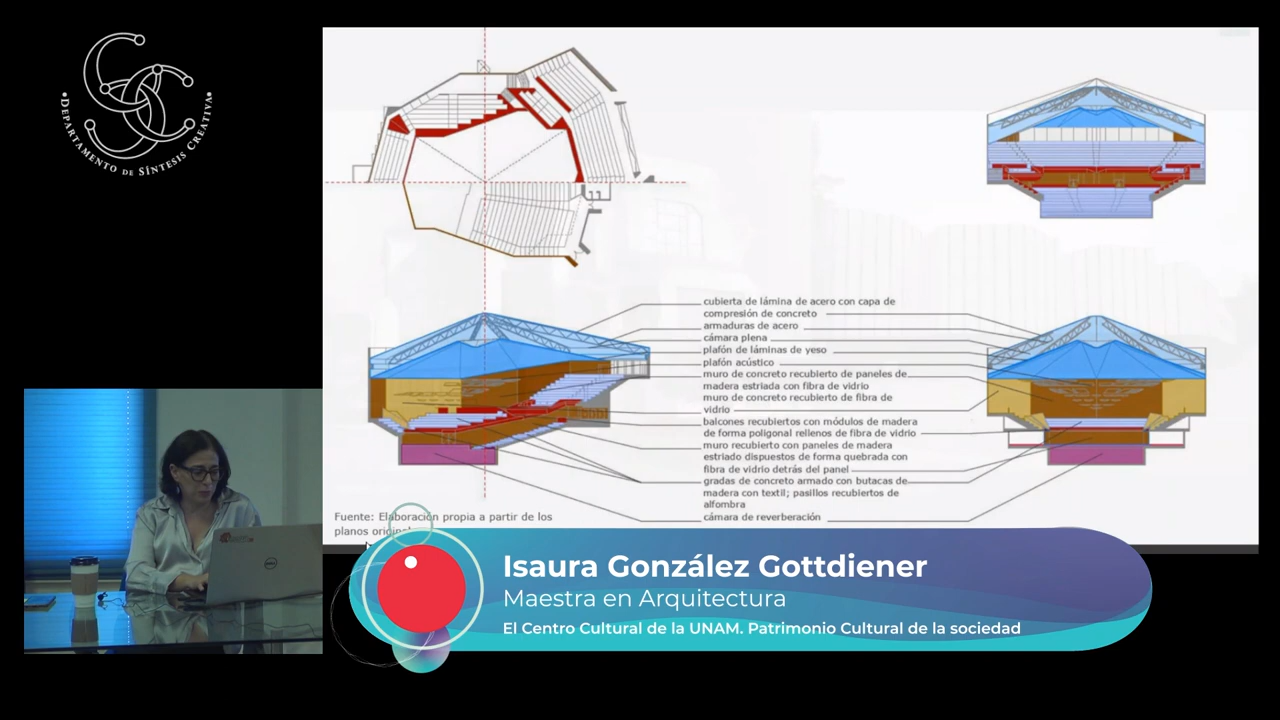 •DEPARTAMENTO DE SÍNTESIS CREATIVA•
cubierta de lámina de acero con capa de
compresión de concreto
armaduras de acero
cámara plena
plafón de láminas de yeso
plafón acústico
muro de concreto recubierto de paneles de
madera estriada con fibra de vidrio
muro de concreto recubierto de fibra de
vidrio
balcones recubiertos con módulos de madera
de forma poligonal rellenos de fibra de vidrio
muro recubierto con paneles de madera
estriado dispuestos de forma quebrada con
fibra de vidrio detrás del panel
gradas de concreto armado con butacas de
madera con textil; pasillos recubiertos de
alfombra
cámara de reverberación
Fuente: Elaboración propia a partir de los
planos
Isaura González Gottdiener
Maestra en Arquitectura
El Centro Cultural de la UNAM. Patrimonio Cultural de la sociedad
DELL